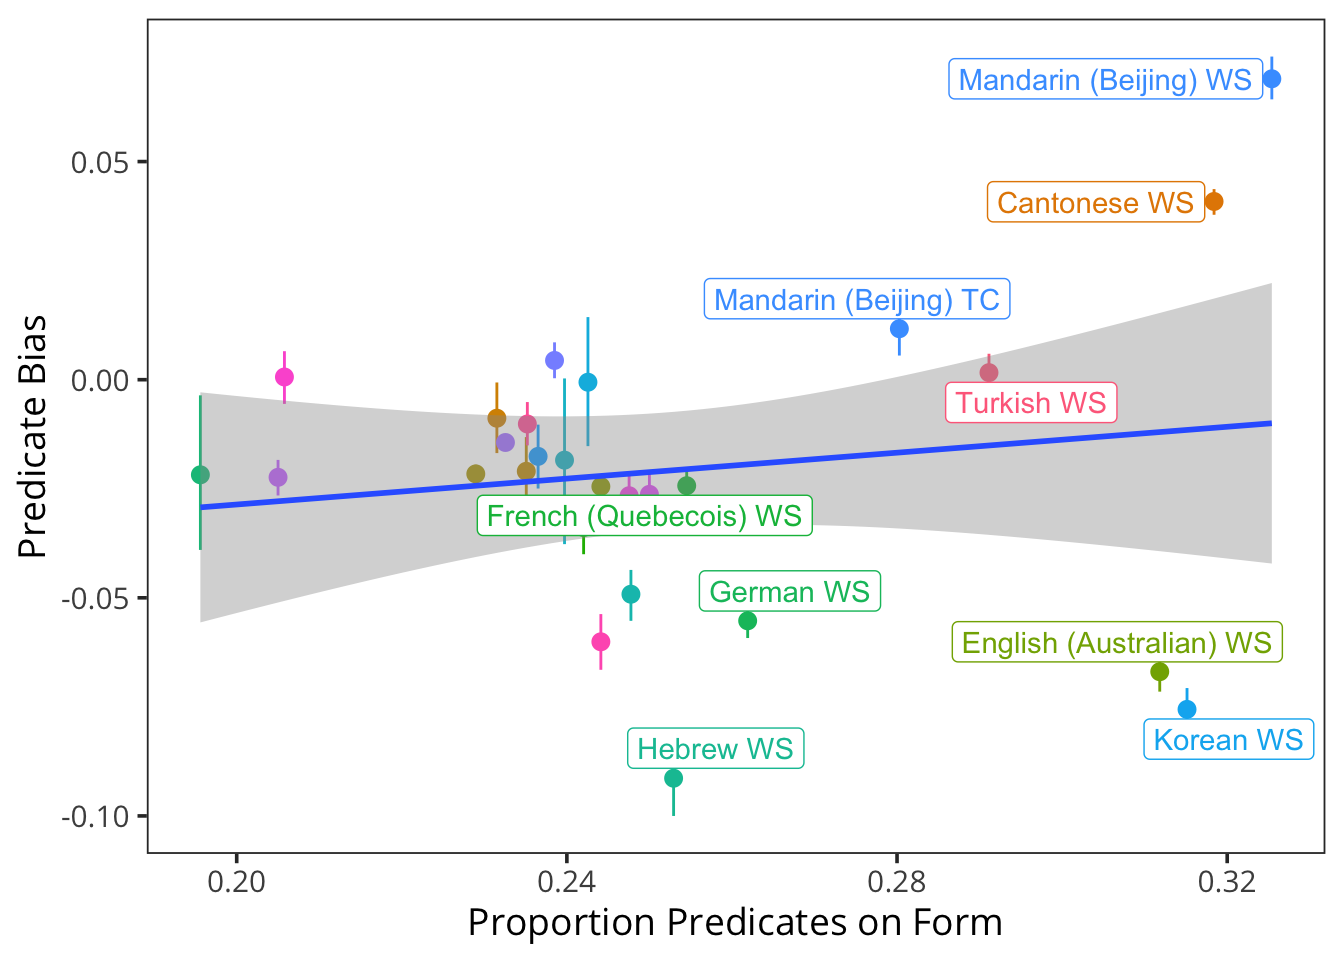 Mandarin (Beijing) WS
0.05
Cantonese WS
Mandarin (Beijing) TC
0.00
Turkish WS
French (Quebecois) WS
German WS
-0.05
English (Australian) WS
Korean WS
Hebrew WS
-0.10
Predicate Bias
0.20
0.24
0.28
0.32
Proportion Predicates on Form